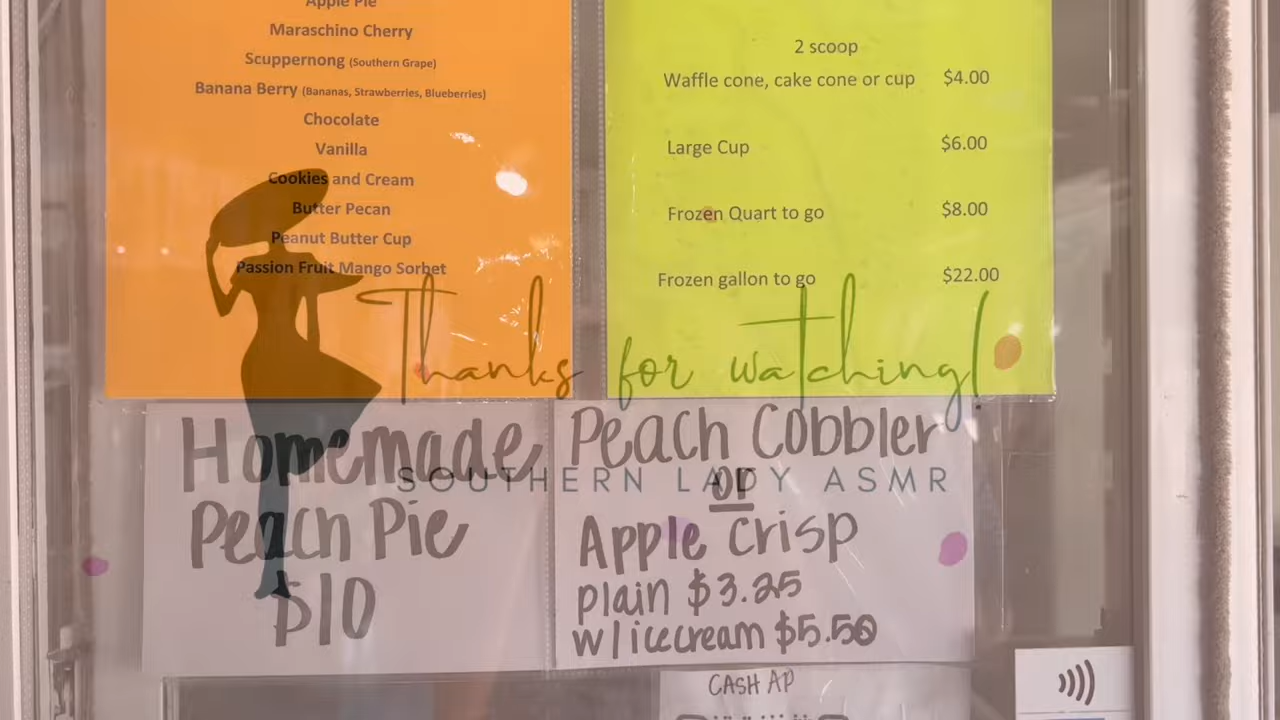 Apple Pie
Maraschino Cherry
Scuppernong (Southern Grape)
Banana Berry (Bananas, Strawberries, Blueberries)
Chocolate
Vanilla
Cookies and Cream
Butter Pecan
Peanut Butter Cup
Passion Fruit Mango Sorbet
2 scoop
Waffle cone, cake cone or cup $4.00
Large Cup $6.00
Frozen Quart to go $8.00
Frozen gallon to go $22.00
Thanks for watching!
SOUTHERN LADY ASMR
Homemade
Peach Pie
$10
Peach Cobbler
or
Apple Crisp
plain $3.25
w/icecream $5.50
CASH AP